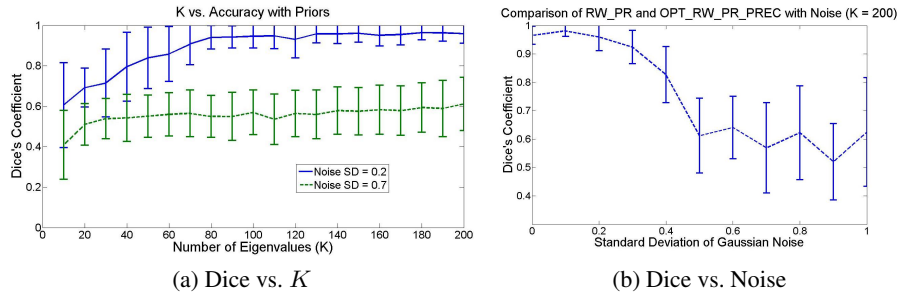 K vs. Accuracy with Priors
1
0.8
0.6
0.4
0.2
0
Dice's Coefficient
Noise SD = 0.2
Noise SD = 0.7
0 20 40 60 80 100 120 140 160 180 200
Number of Eigenvalues (K)
(a) Dice vs. K
Comparison of RW_PR and OPT_RW_PR_PREC with Noise (K = 200)
1
0.9
0.8
0.7
0.6
0.5
0.4
0.3
0.2
Dice's Coefficient
0 0.2 0.4 0.6 0.8 1
Standard Deviation of Gaussian Noise
(b) Dice vs. Noise